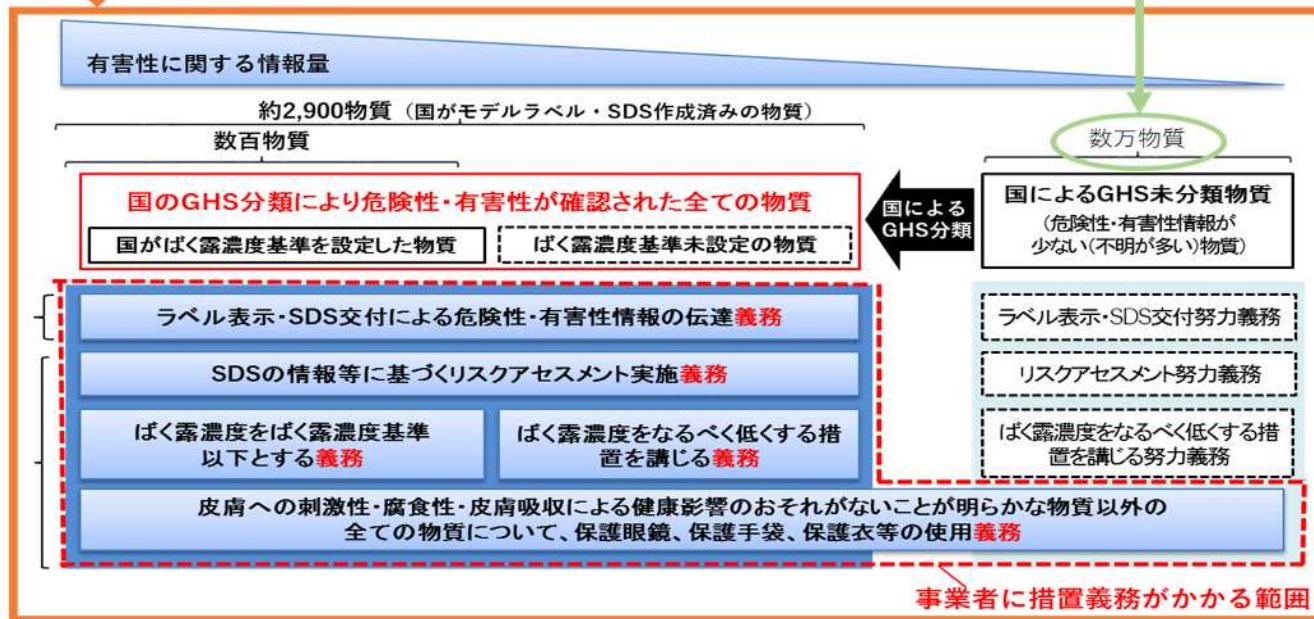 有害性に関する情報量
約2,900物質（国がモデルラベル・SDS作成済みの物質）
数百物質
数万物質
国のGHS分類により危険性・有害性が確認された全ての物質
国がばく露濃度基準を設定した物質
ばく露濃度基準未設定の物質
国による
GHS分類
国によるGHS未分類物質
(危険性・有害性情報が
少ない(不明が多い)物質)
ラベル表示・SDS交付による危険性・有害性情報の伝達義務
ラベル表示・SDS交付努力義務
SDSの情報等に基づくリスクアセスメント実施義務
リスクアセスメント努力義務
ばく露濃度をばく露濃度基準
以下とする義務
ばく露濃度をなるべく低くする措
置を講じる義務
ばく露濃度をなるべく低くする措
置を講じる努力義務
皮膚への刺激性・腐食性・皮膚吸収による健康影響のおそれがないことが明らかな物質以外の
全ての物質について、保護眼鏡、保護手袋、保護衣等の使用義務
事業者に措置義務がかかる範囲